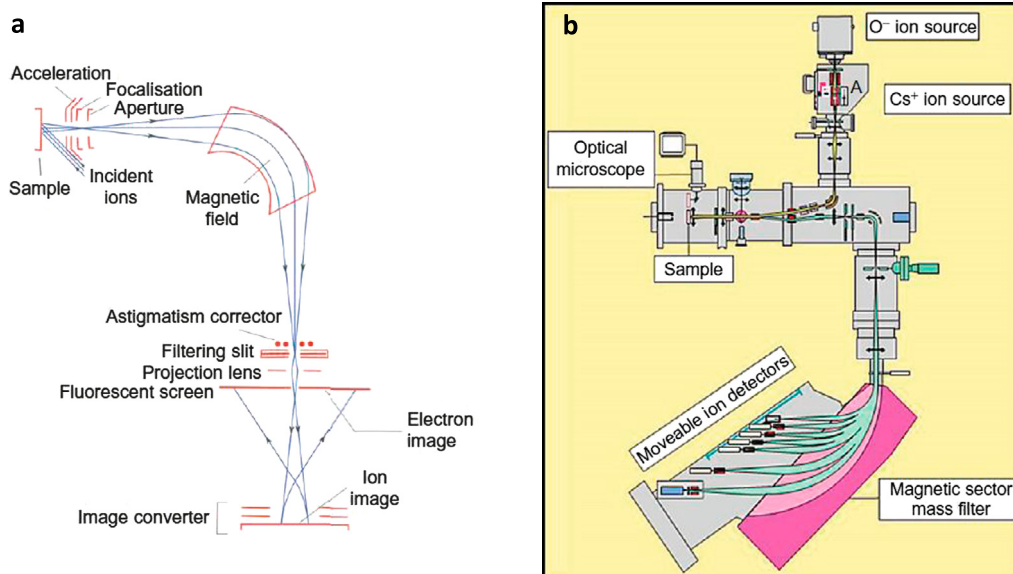 a
Acceleration
Focalisation
Aperture
Sample
Incident
ions
Magnetic
field
Astigmatism corrector
Filtering slit
Projection lens
Fluorescent screen
Electron
image
Ion
image
Image converter
b
O⁻ ion source
A
Cs⁺ ion source
Optical
microscope
Sample
Moveable ion detectors
Magnetic sector
mass filter